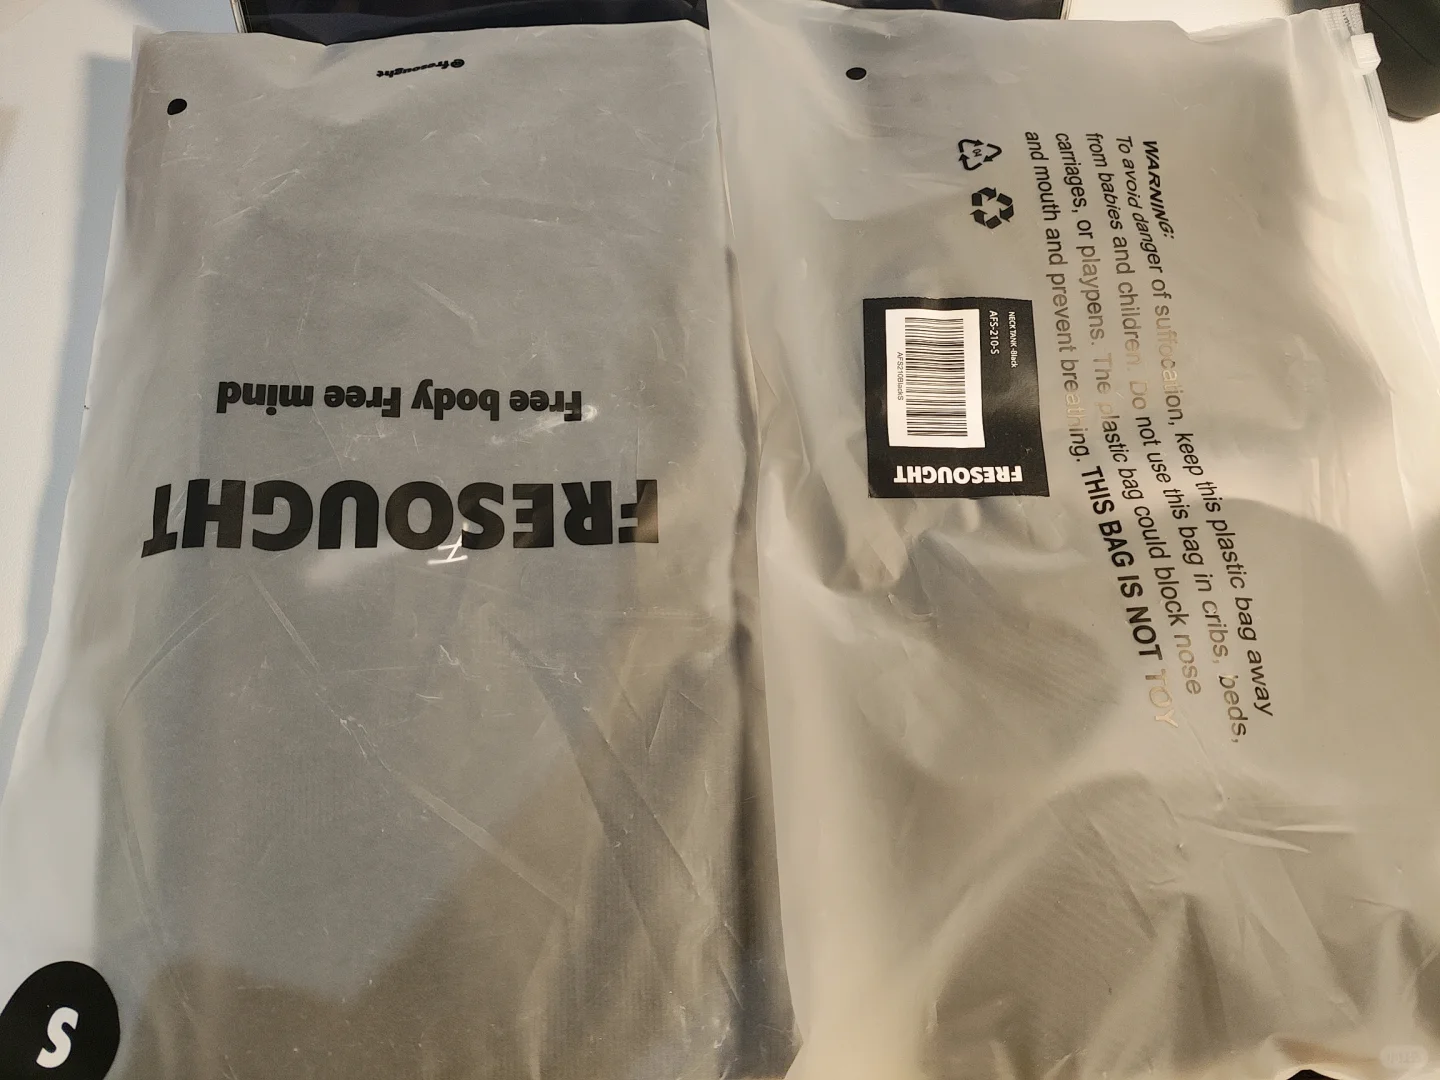 @fresought
Free body Free mind
FRESOUGHT
S
WARNING:
To avoid danger of suffocation, keep this plastic bag away
from babies and children. Do not use this bag in cribs, beds,
carriages, or playpens. The plastic bag could block nose
and mouth and prevent breathing. THIS BAG IS NOT TOY
04
NECK TANK -Black
AFS-210-S
AFS210BlackS
FRESOUGHT